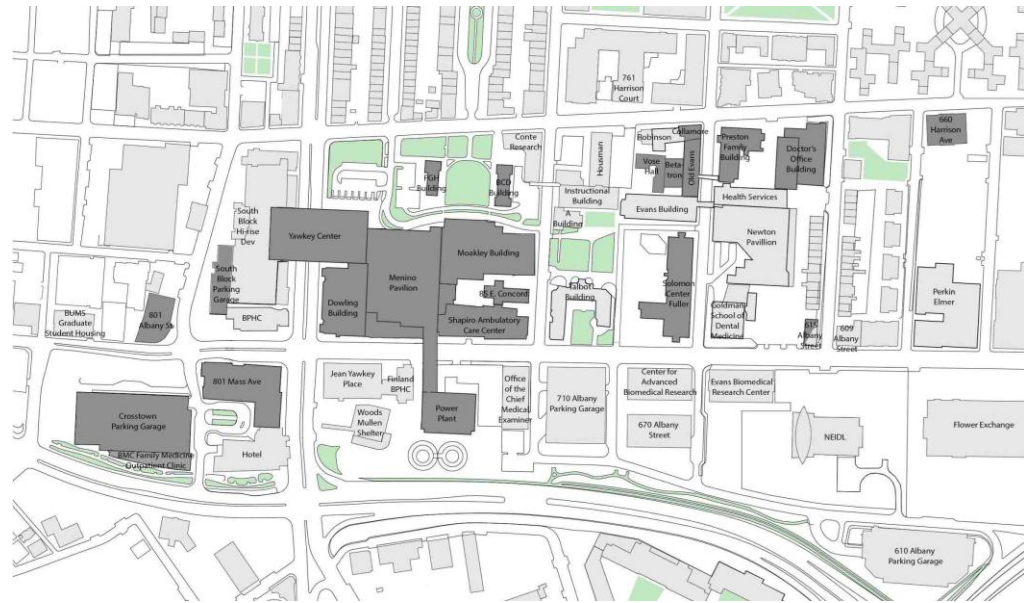 761
Harrison
Court
660
Harrison
Ave
Conte
Research
Housman
Robinson
Collamore
Vose
Hall
Beta-
tron
Old Evans
Preston
Family
Building
Doctor's
Office
Building
HGH
Building
BCD
Building
Instructional
Building
Health Services
Evans Building
A
Building
South
Block
Hi-rise
Dev
Yawkey Center
Moakley Building
Newton
Pavillion
Menino
Pavilion
South
Block
Parking
Garage
Dowling
Building
85 E. Concord
Talbot
Building
Solomon
Center
Fuller
Perkin
Elmer
BUMS
Graduate
Student Housing
801
Albany St.
BPHC
Shapiro Ambulatory
Care Center
Goldman
School of
Dental
Medicine
615
Albany
Street
609
Albany
Street
801 Mass Ave
Jean Yawkey
Place
Finland
BPHC
Office
of the
Chief
Medical
Examiner
710 Albany
Parking Garage
Center for
Advanced
Biomedical Research
Evans Biomedical
Research Center
Crosstown
Parking Garage
Woods
Mullen
Shelter
Power
Plant
670 Albany
Street
NEIDL
Flower Exchange
BMC Family Medicine
Outpatient Clinic
Hotel
610 Albany
Parking Garage